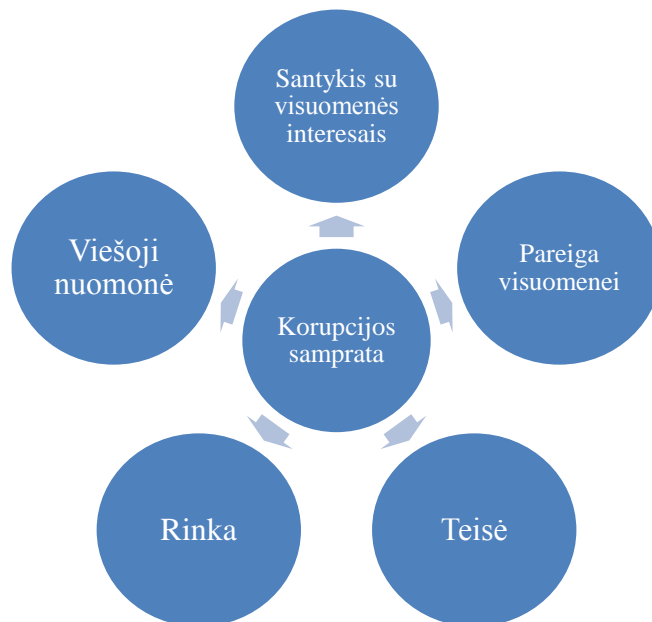 Santykis su
visuomenės
interesais
Viešoji
nuomonė
Pareiga
visuomenei
Korupcijos
samprata
Rinka
Teisė